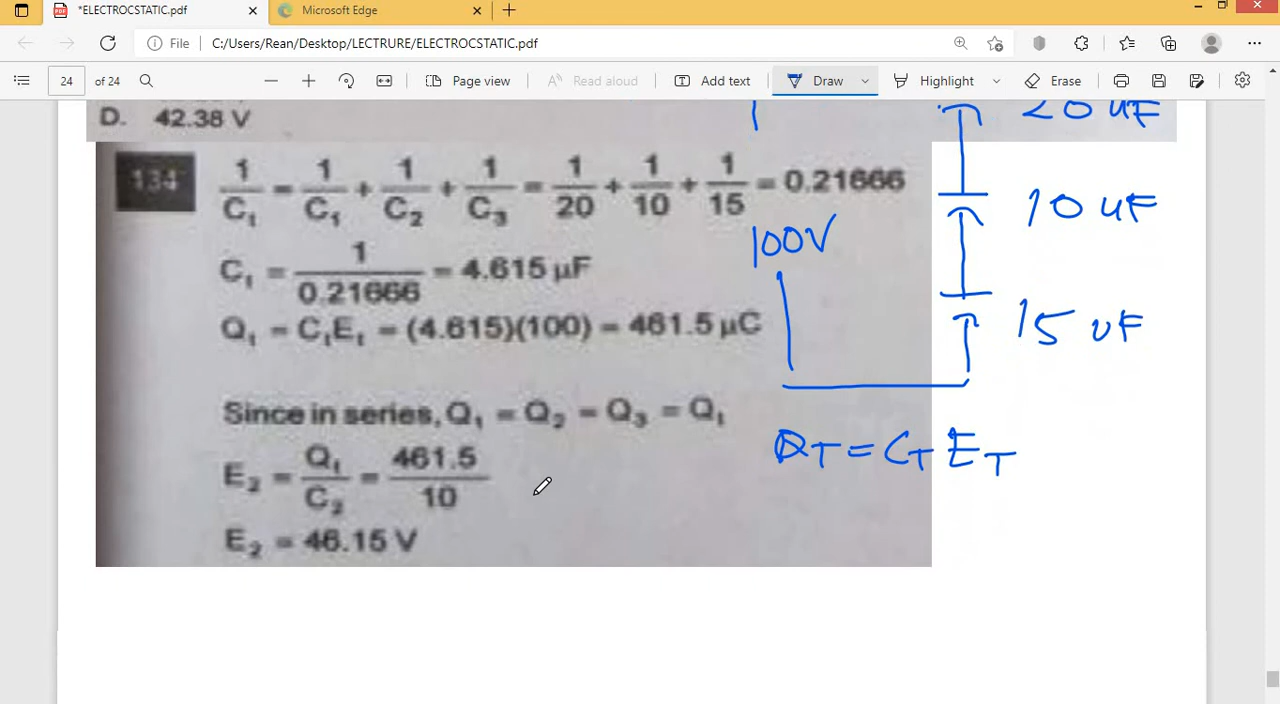 *ELECTROCSTATIC.pdf
Microsoft Edge
File
C:/Users/Rean/Desktop/LECTRURE/ELECTROCSTATIC.pdf
24
of 24
Page view
Read aloud
Add text
Draw
Highlight
Erase
D. 42.38 V
20 uF
134
1/C₁ = 1/C₁ + 1/C₂ + 1/C₃ = 1/20 + 1/10 + 1/15 = 0.21666
10 uF
100V
C₁ = 1/0.21666 = 4.615 µF
Q₁ = C₁E₁ = (4.615)(100) = 461.5 µC
15 uF
Since in series, Q₁ = Q₂ = Q₃ = Q₁
QT = CT ET
E₂ = Q₁/C₂ = 461.5/10
E₂ = 46.15 V